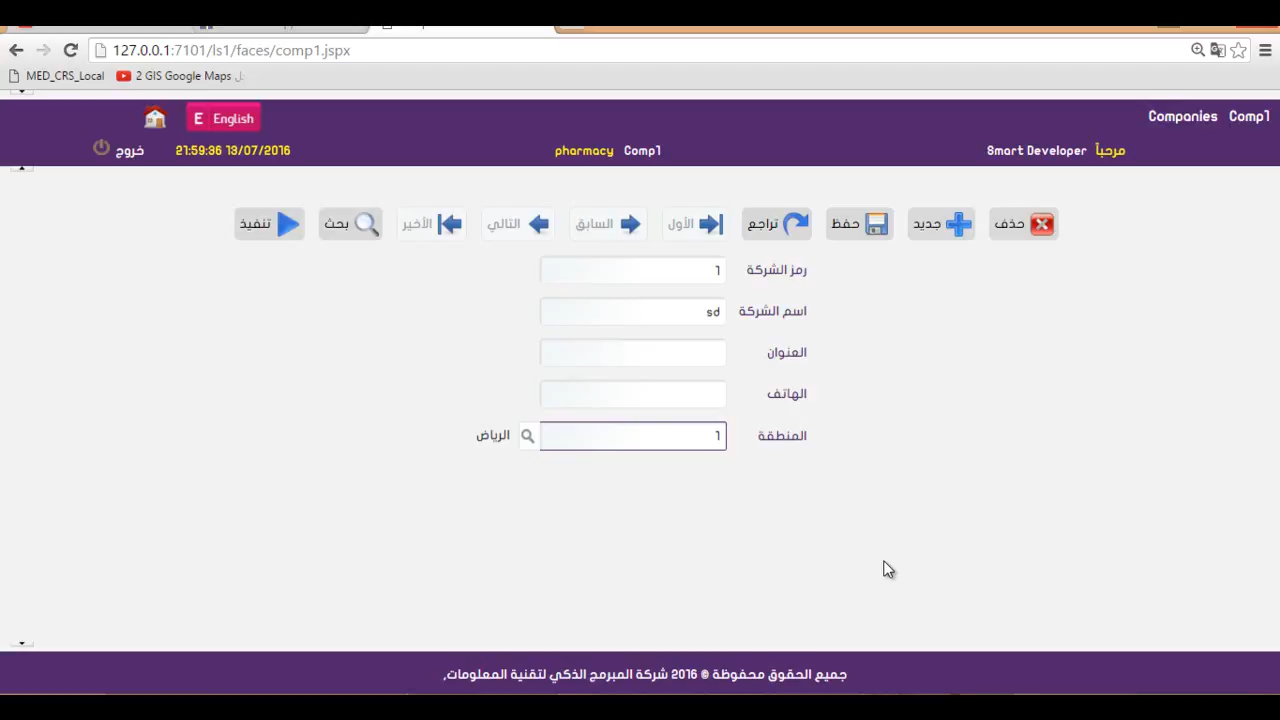 127.0.0.1:7101/ls1/faces/comp1.jspx
MED_CRS_Local 2 GIS Google Maps
E English
Companies Comp1
خروج 21:59:36 13/07/2016 pharmacy Comp1 Smart Developer مرحباً
حذف جديد حفظ تراجع الأول السابق التالي الأخير بحث تنفيذ
رمز الشركة 1
اسم الشركة sd
العنوان
الهاتف
المنطقة 1 الرياض
جميع الحقوق محفوظة © 2016 شركة المبرمج الذكي لتقنية المعلومات,